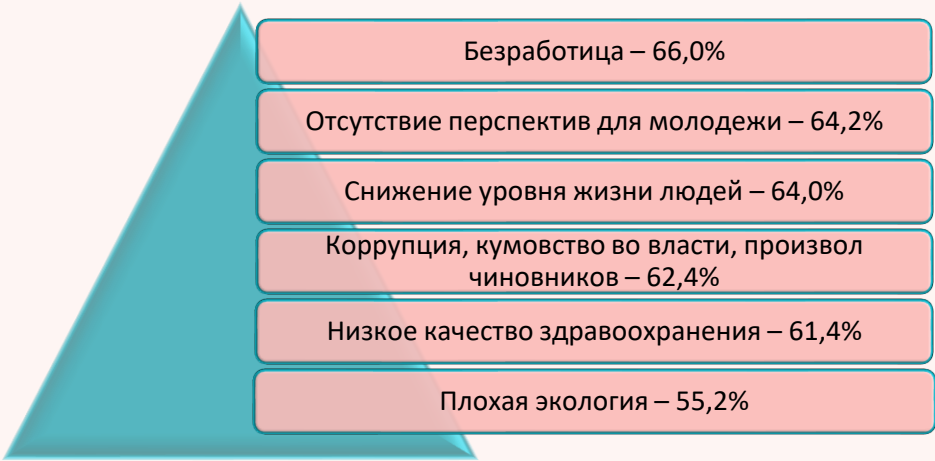 Безработица – 66,0%
Отсутствие перспектив для молодежи – 64,2%
Снижение уровня жизни людей – 64,0%
Коррупция, кумовство во власти, произвол
чиновников – 62,4%
Низкое качество здравоохранения – 61,4%
Плохая экология – 55,2%